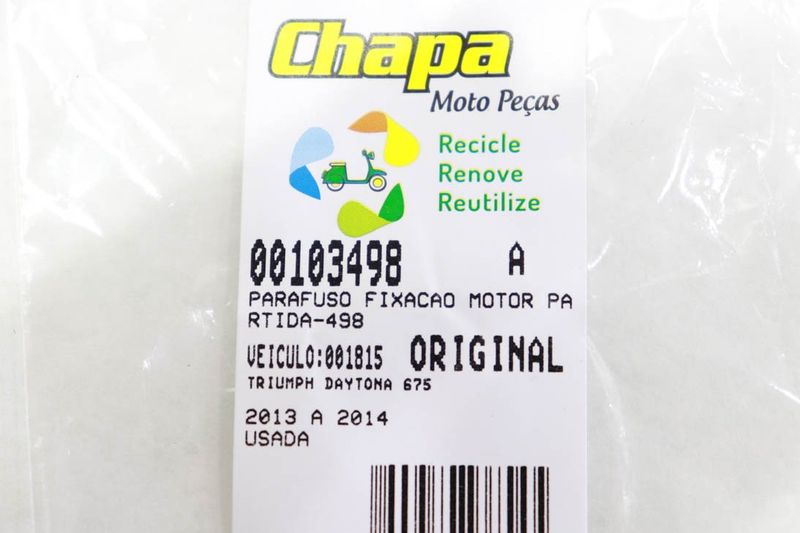 Chapa
Moto Peças
Recicle
Renove
Reutilize
00103498 A
PARAFUSO FIXACAO MOTOR PA
RTIDA-498
VEICULO:001815 ORIGINAL
TRIUMPH DAYTONA 675
2013 A 2014
USADA